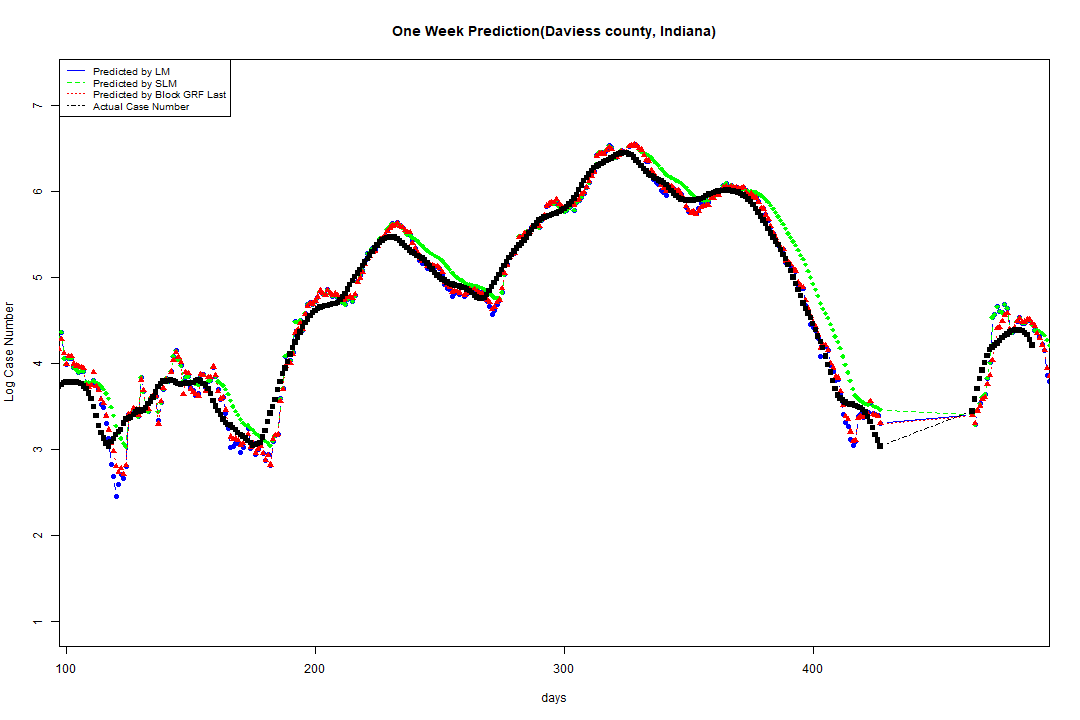 One Week Prediction(Daviess county, Indiana)
Predicted by LM
Predicted by SLM
Predicted by Block GRF Last
Actual Case Number
7
6
5
4
3
2
1
Log Case Number
100 200 300 400
days